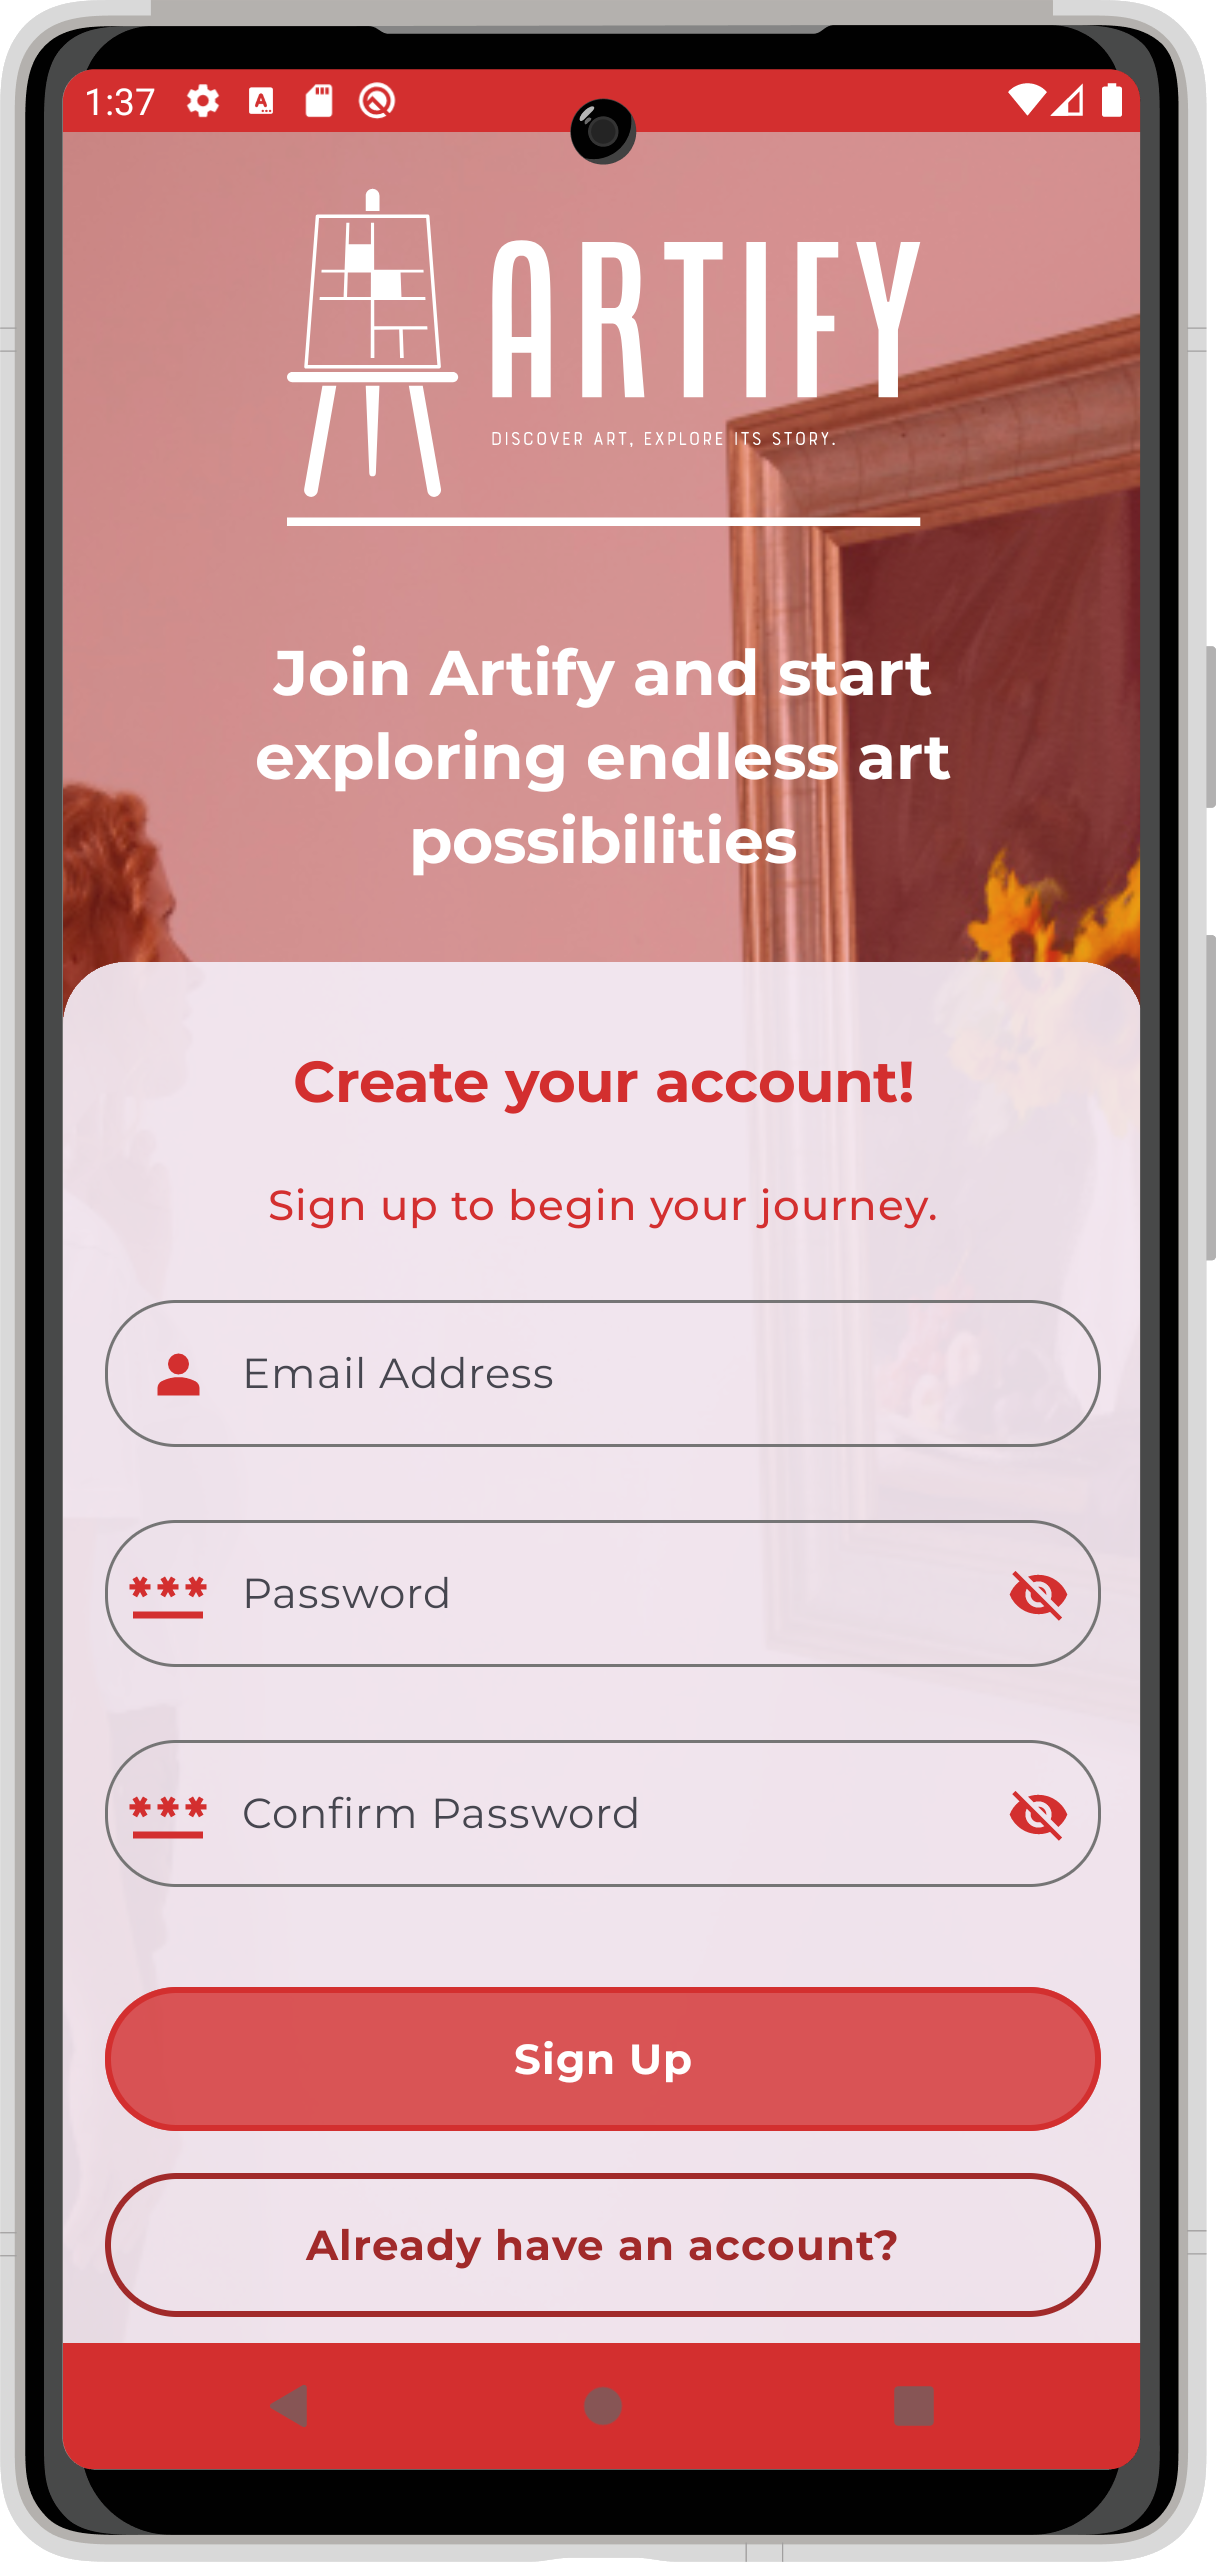 1:37
ARTIFY
DISCOVER ART, EXPLORE ITS STORY.
Join Artify and start
exploring endless art
possibilities
Create your account!
Sign up to begin your journey.
Email Address
*** Password
*** Confirm Password
Sign Up
Already have an account?